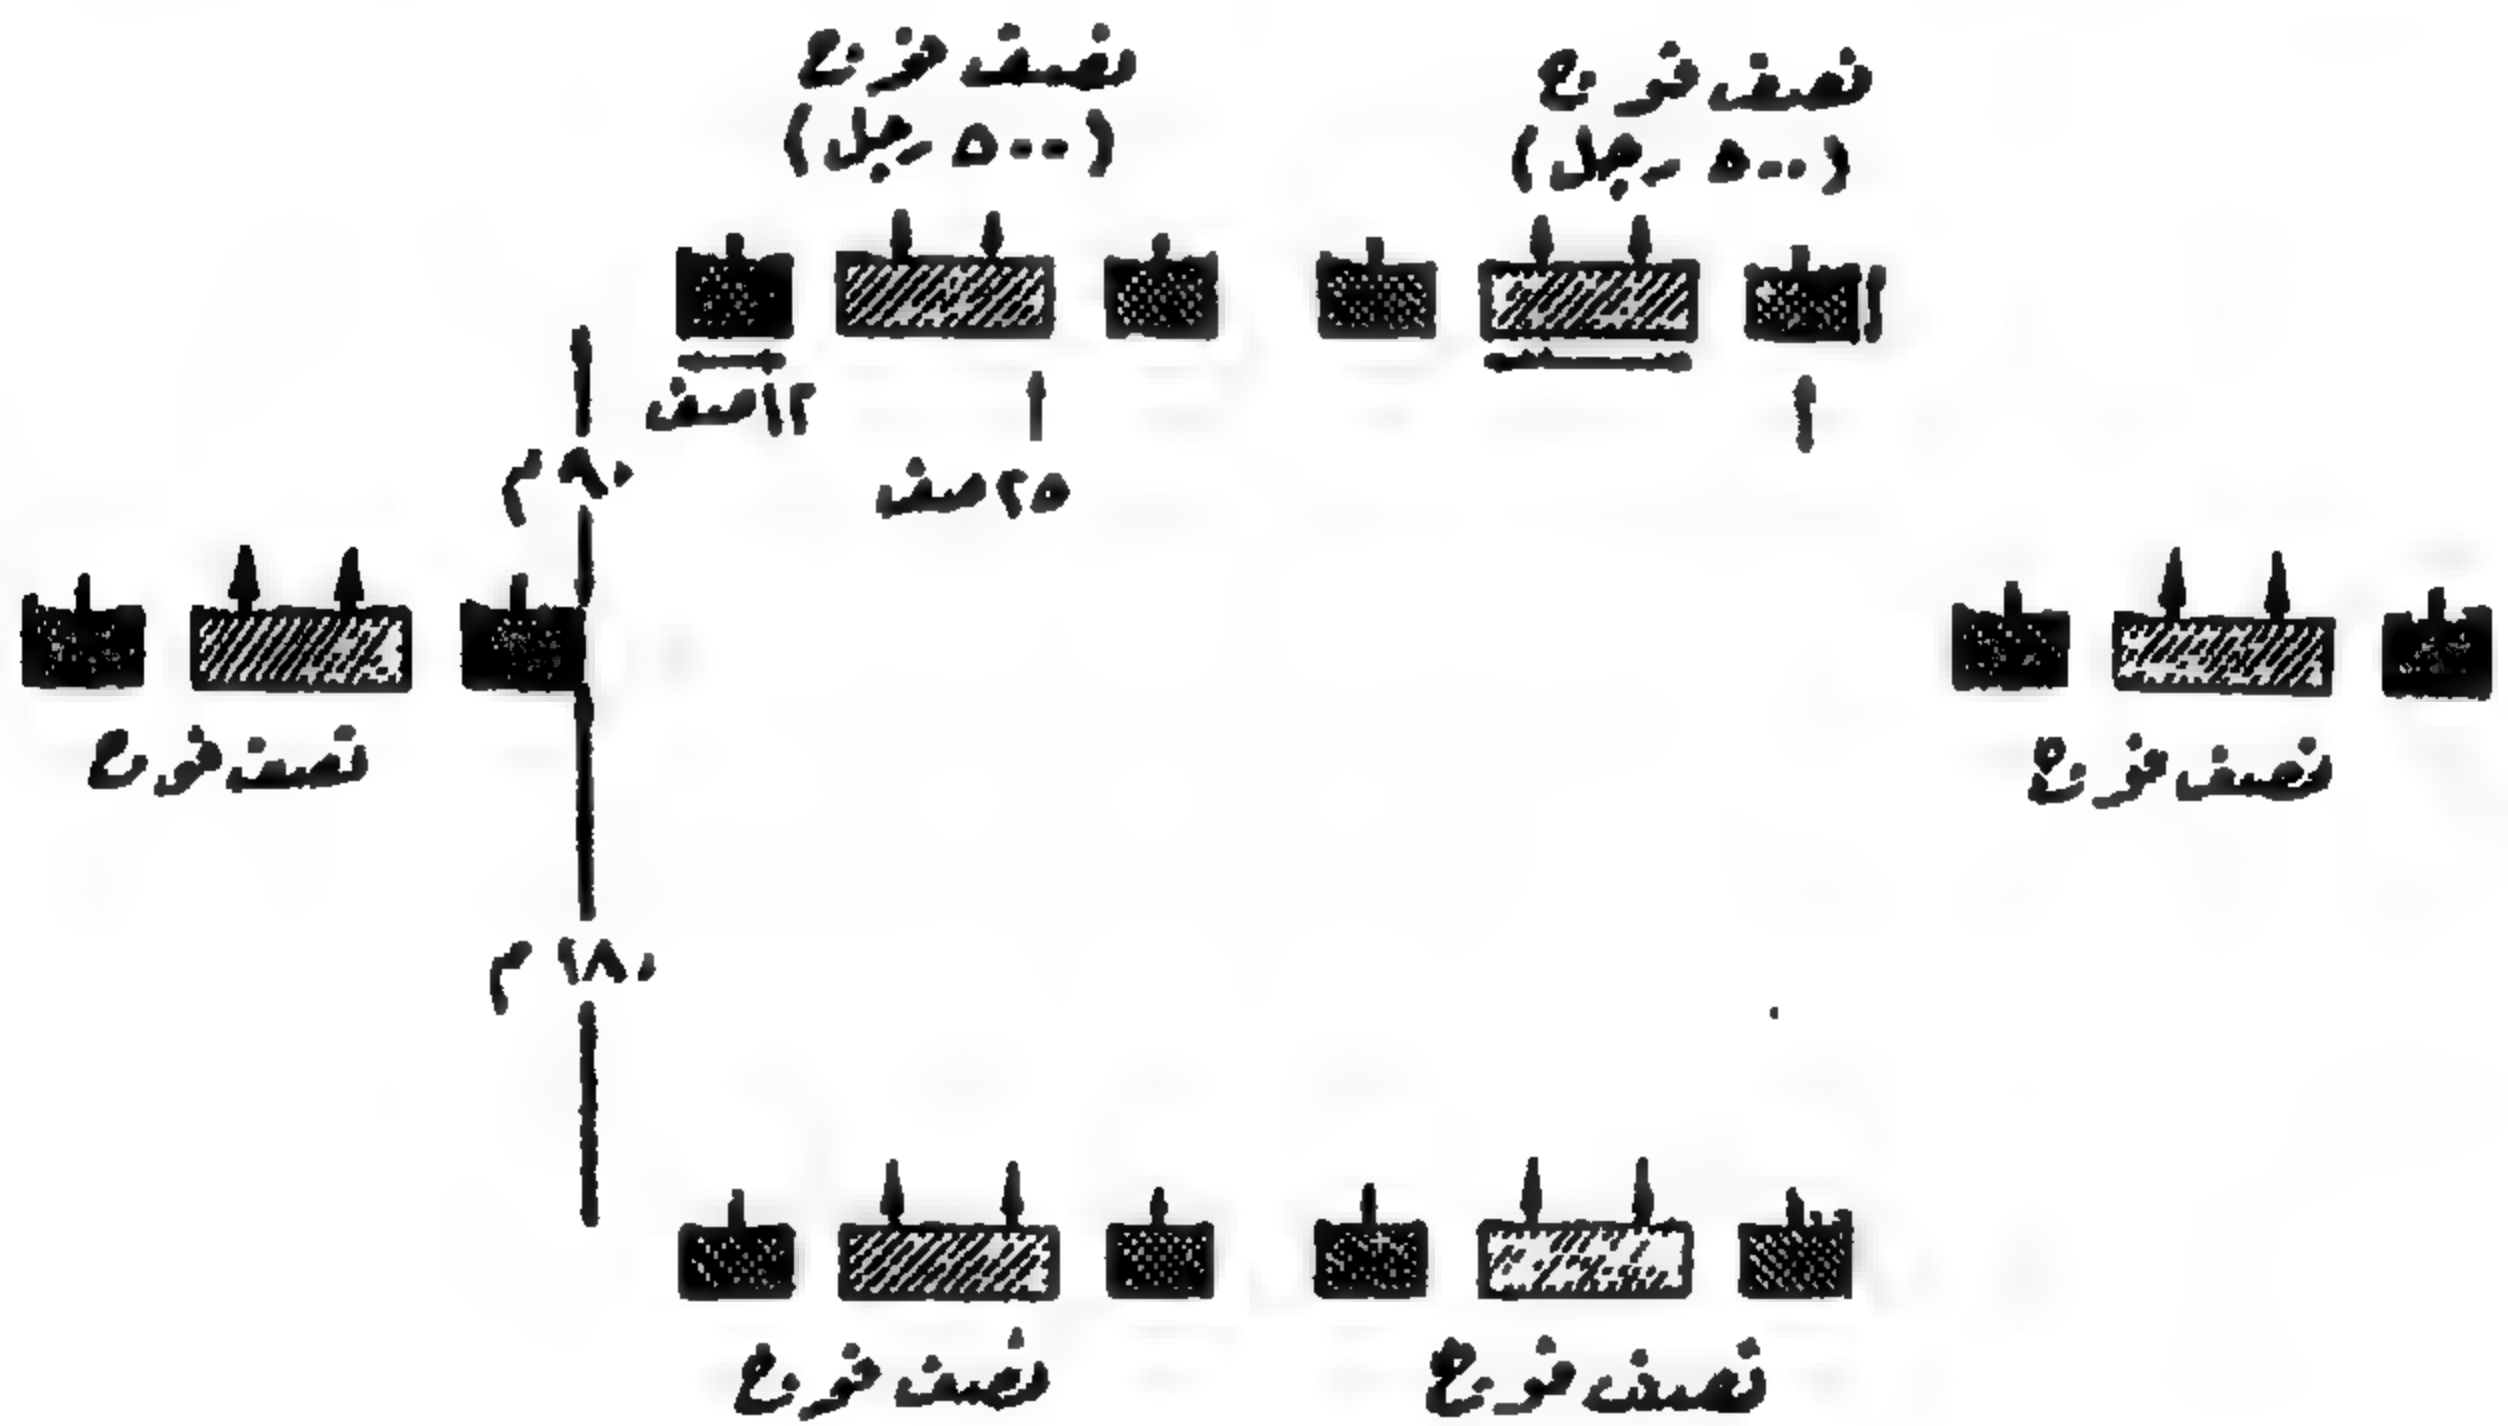 نصف فوج
نصف فوج
(٥٠٠ رجل)
(٥٠٠ رجل)
١٢ صف
٩٠ م
٢٥ صف
نصف فوج
نصف فوج
١٨٠ م
نصف فوج
نصف فوج